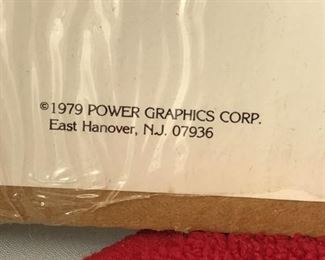 ©1979 POWER GRAPHICS CORP.
East Hanover, N.J. 07936